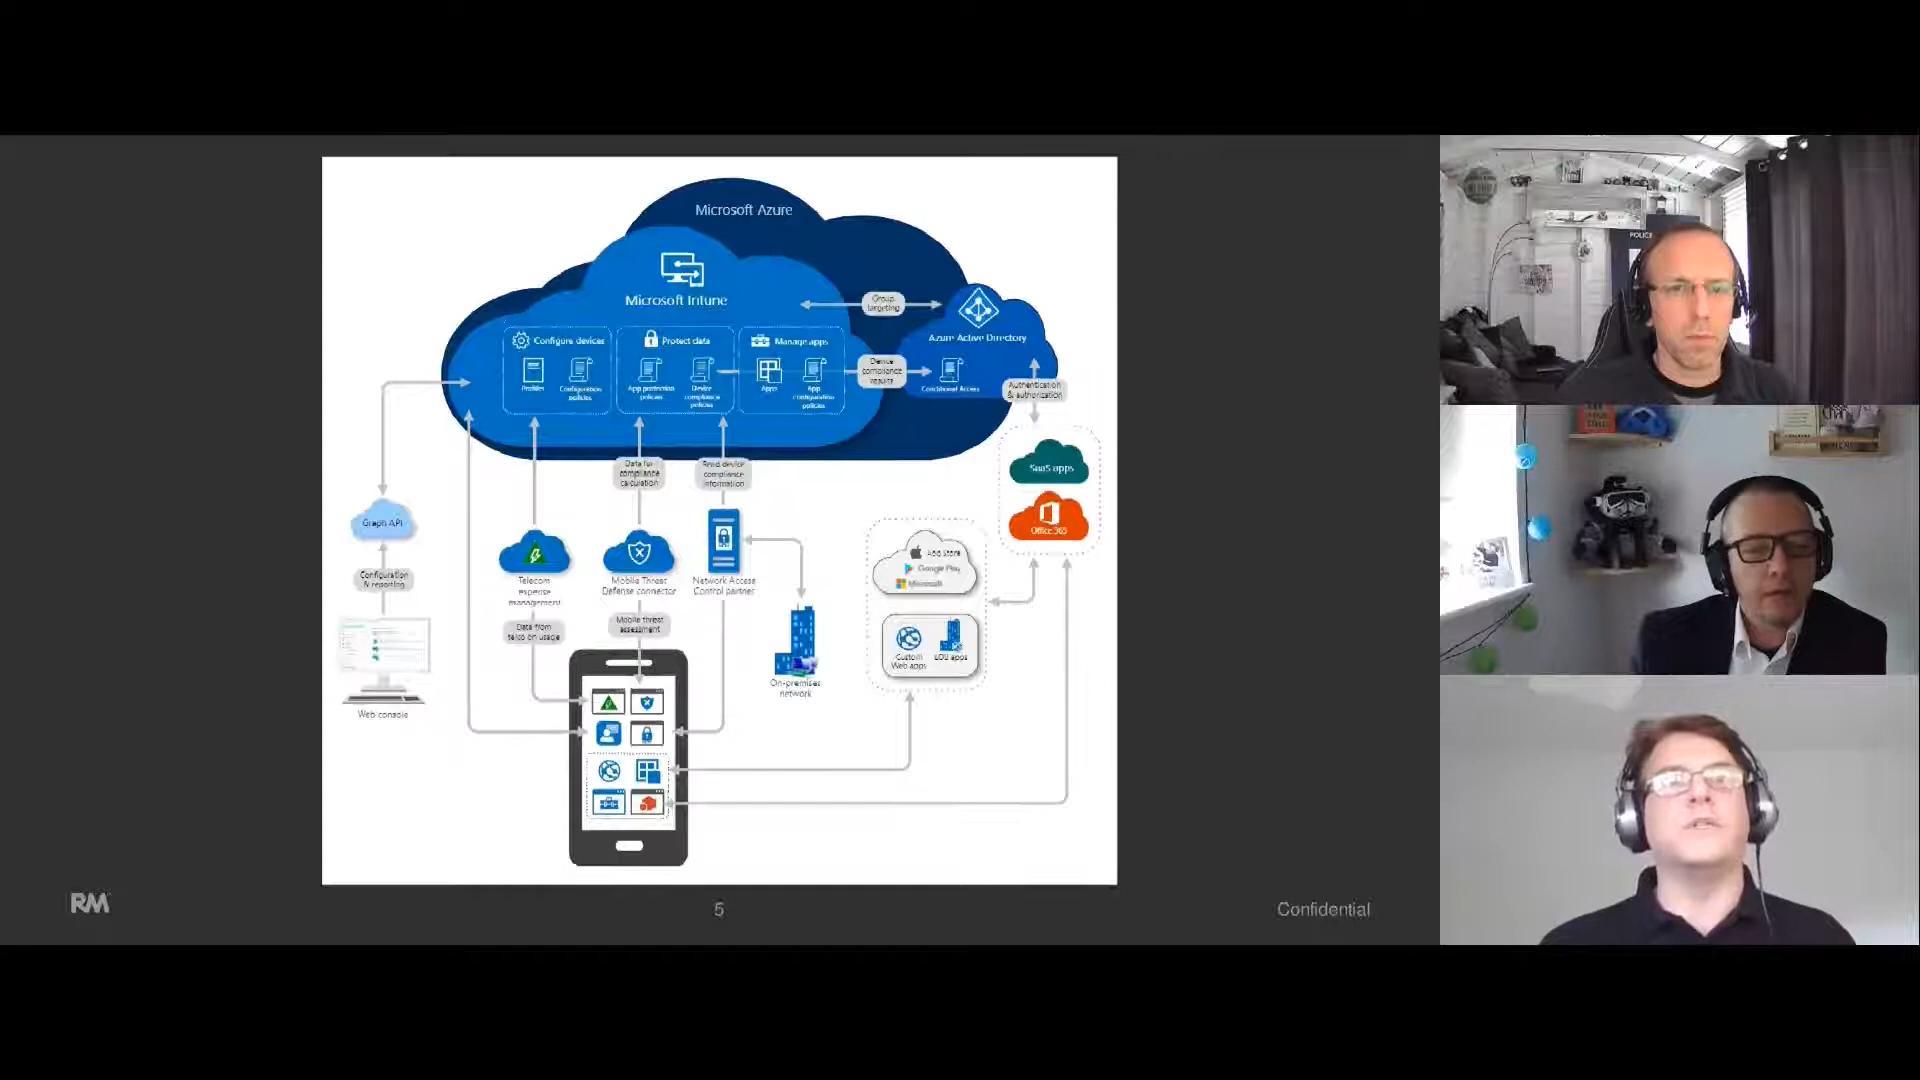 Microsoft Azure
Microsoft Intune
Group
targeting
Azure Active Directory
Configure devices
Protect data
Manage apps
Profiles
Configuration
policies
App protection
policies
Device
compliance
policies
Apps
App
configuration
policies
Device
compliance
results
Conditional Access
Authentication
& authorization
Data for
compliance
calculation
Read device
compliance
information
SaaS apps
Office 365
Graph API
Configuration
& reporting
Web console
Telecom
expense
management
Data from
telco on usage
Mobile Threat
Defense connector
Mobile threat
assessment
Network Access
Control partner
On-premises
network
App Store
Google Play
Microsoft
Custom
Web apps
LOB apps
RM
5
Confidential
POLICE